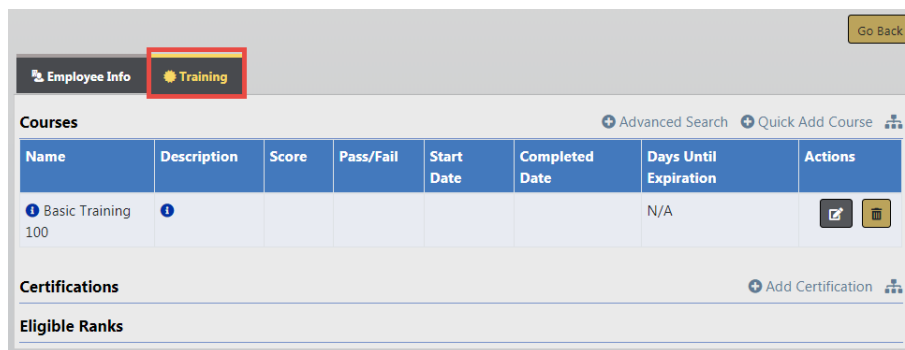 Go Back
Employee Info Training
Courses Advanced Search Quick Add Course
Name Description Score Pass/Fail Start Date Completed Date Days Until Expiration Actions
Basic Training 100 N/A
Certifications Add Certification
Eligible Ranks